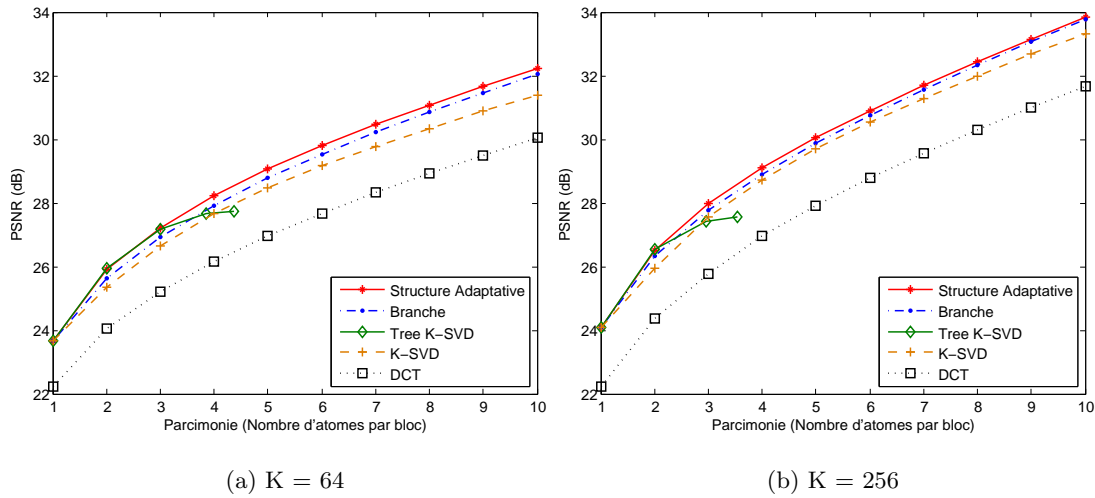 34
32
30
28
26
24
22
PSNR (dB)
1 2 3 4 5 6 7 8 9 10
Parcimonie (Nombre d'atomes par bloc)
Structure Adaptative
Branche
Tree K−SVD
K−SVD
DCT
(a) K = 64
34
32
30
28
26
24
22
PSNR (dB)
1 2 3 4 5 6 7 8 9 10
Parcimonie (Nombre d'atomes par bloc)
Structure Adaptative
Branche
Tree K−SVD
K−SVD
DCT
(b) K = 256